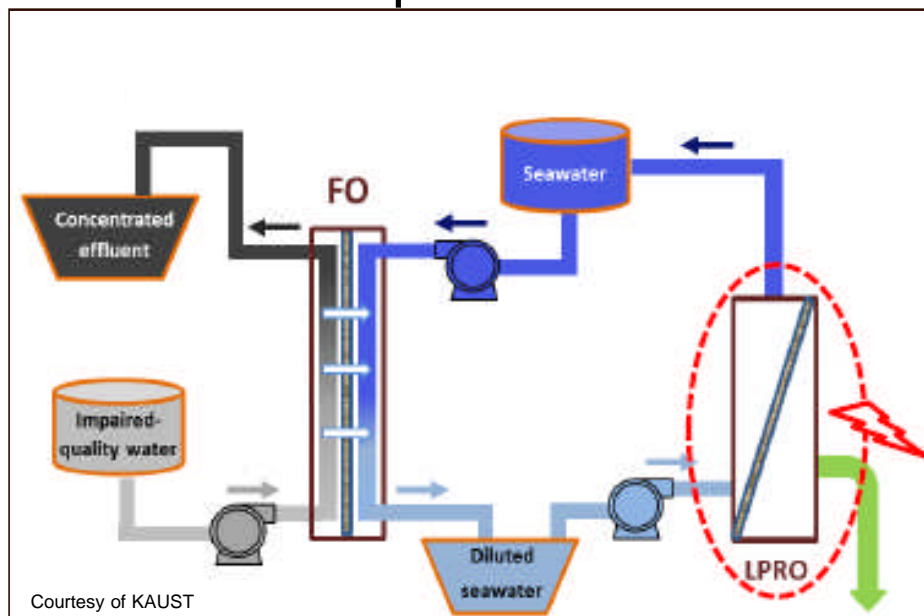 FO
Seawater
Concentrated
effluent
Impaired-
quality water
Diluted
seawater
LPRO
Courtesy of KAUST